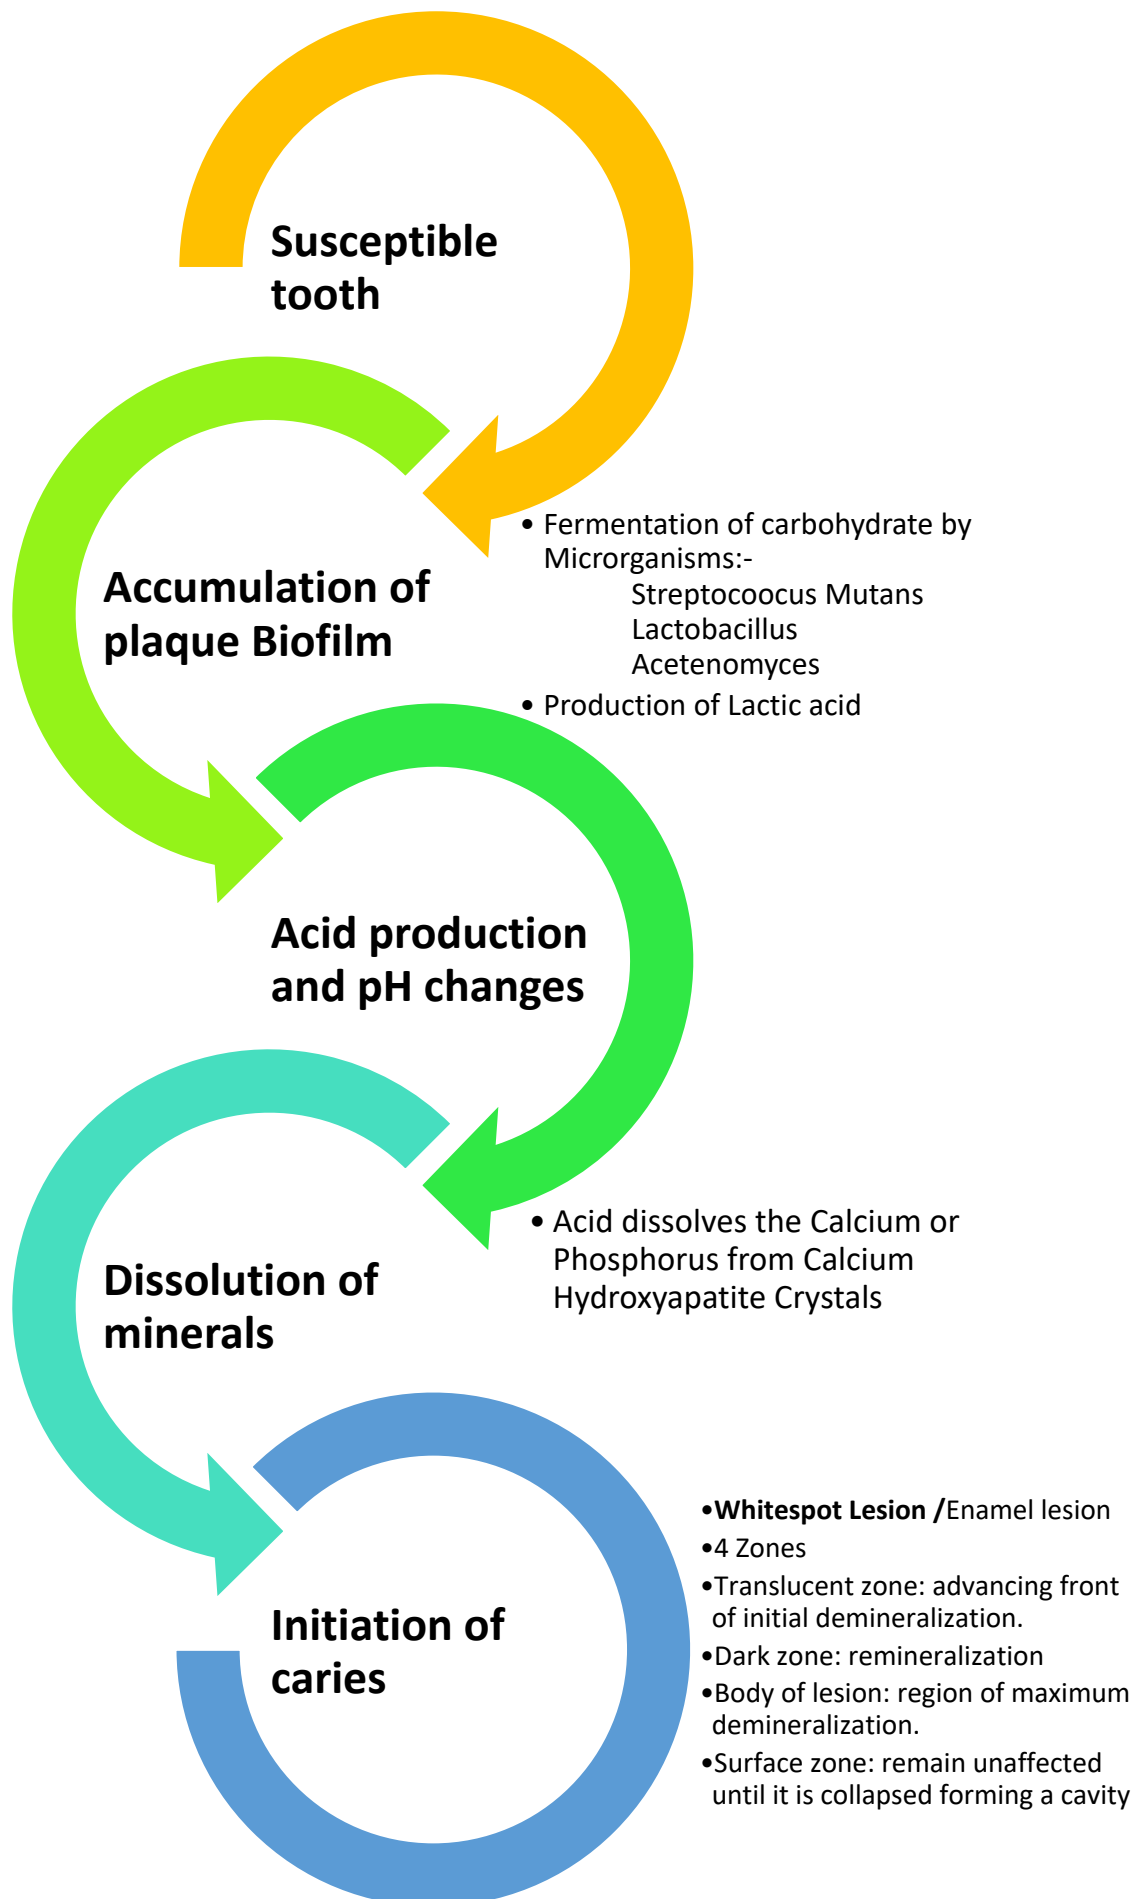 Susceptible
tooth
• Fermentation of carbohydrate by
Microrganisms:-
Streptocoocus Mutans
Lactobacillus
Acetenomyces
• Production of Lactic acid
Accumulation of
plaque Biofilm
Acid production
and pH changes
• Acid dissolves the Calcium or
Phosphorus from Calcium
Hydroxyapatite Crystals
Dissolution of
minerals
Initiation of
caries
•Whitespot Lesion /Enamel lesion
•4 Zones
•Translucent zone: advancing front
of initial demineralization.
•Dark zone: remineralization
•Body of lesion: region of maximum
demineralization.
•Surface zone: remain unaffected
until it is collapsed forming a cavity